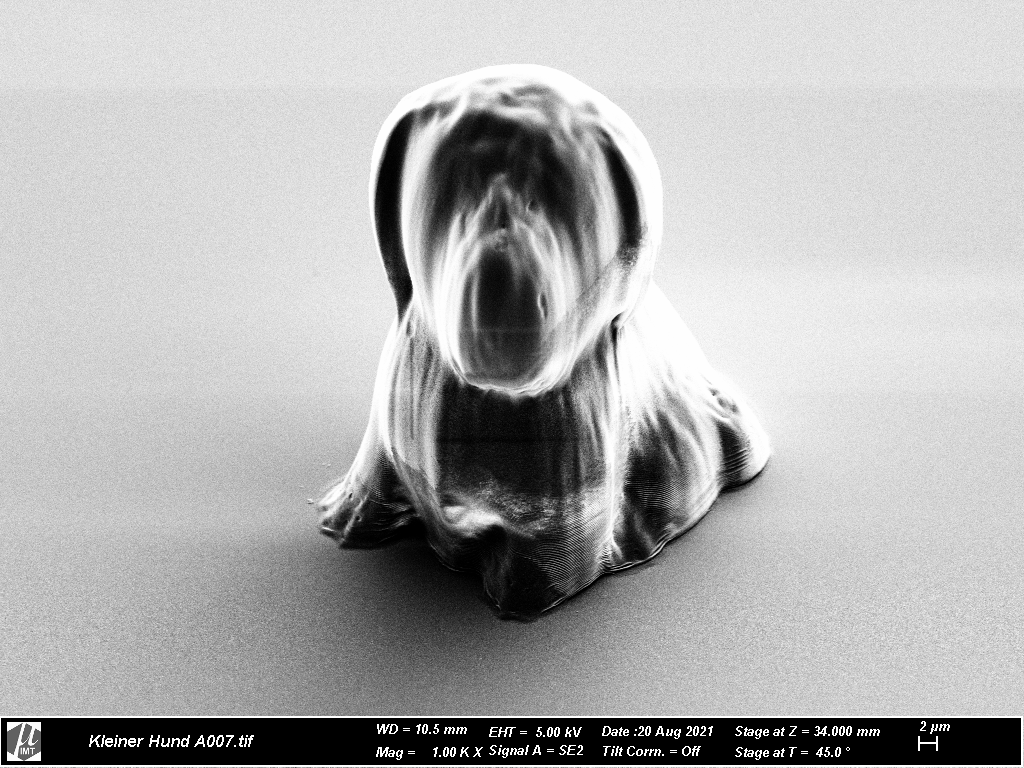 WD = 10.5 mm EHT = 5.00 kV Date :20 Aug 2021 Stage at Z = 34.000 mm 2 µm
Kleiner Hund A007.tif
Mag = 1.00 K X Signal A = SE2 Tilt Corrn. = Off Stage at T = 45.0 °
µ
IMT